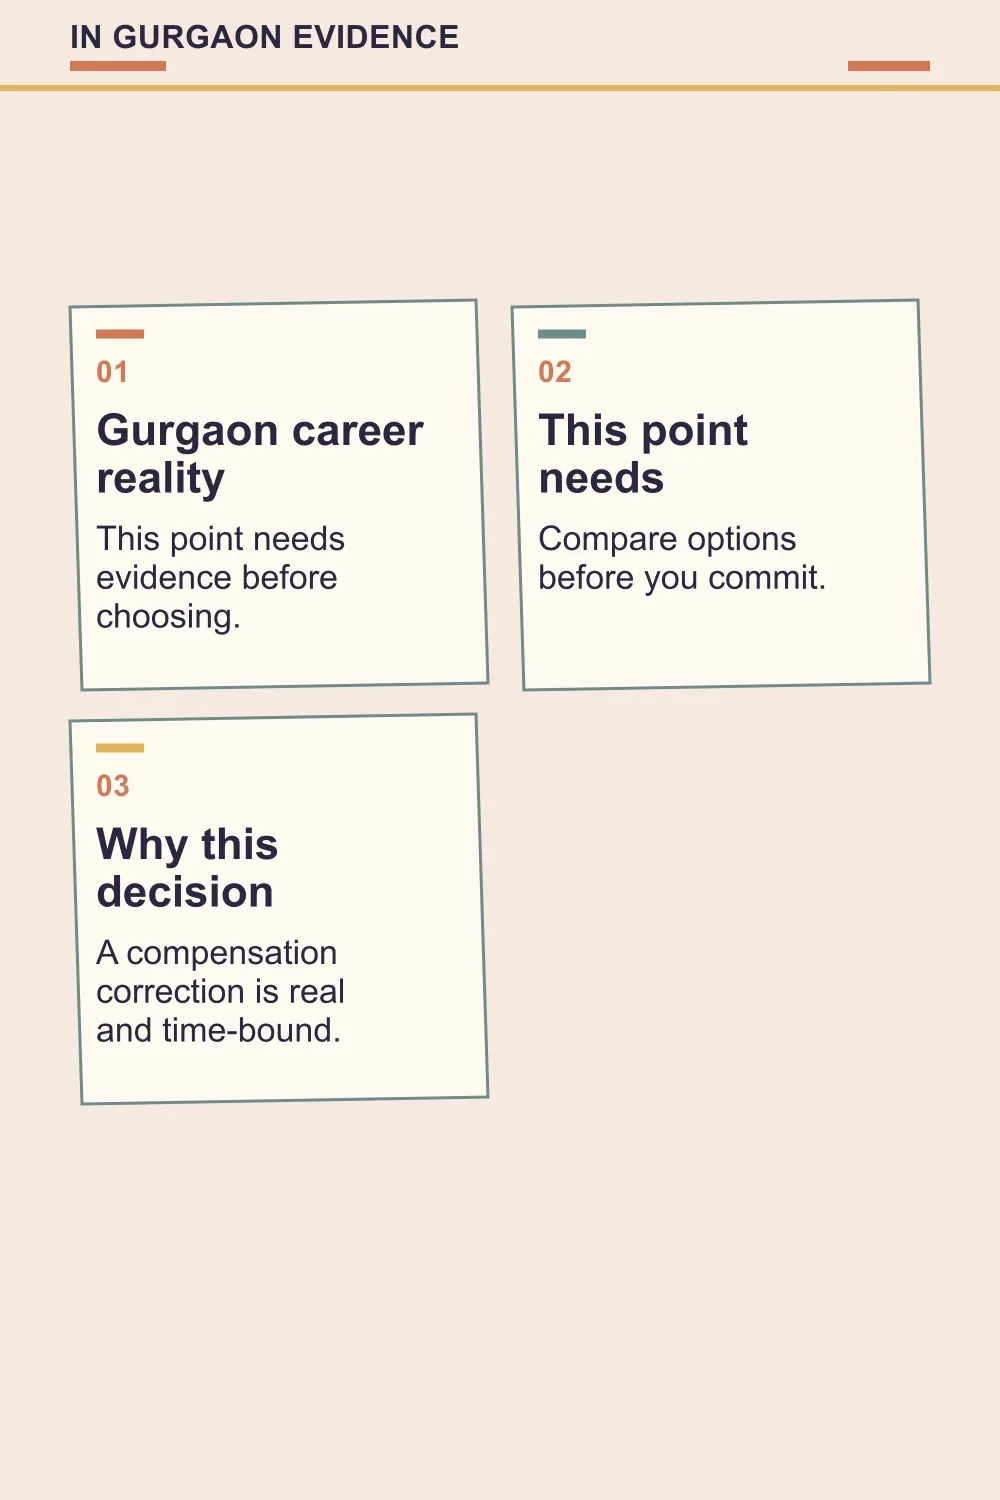 IN GURGAON EVIDENCE
01
Gurgaon career
reality
This point needs
evidence before
choosing.
02
This point
needs
Compare options
before you commit.
03
Why this
decision
A compensation
correction is real
and time-bound.